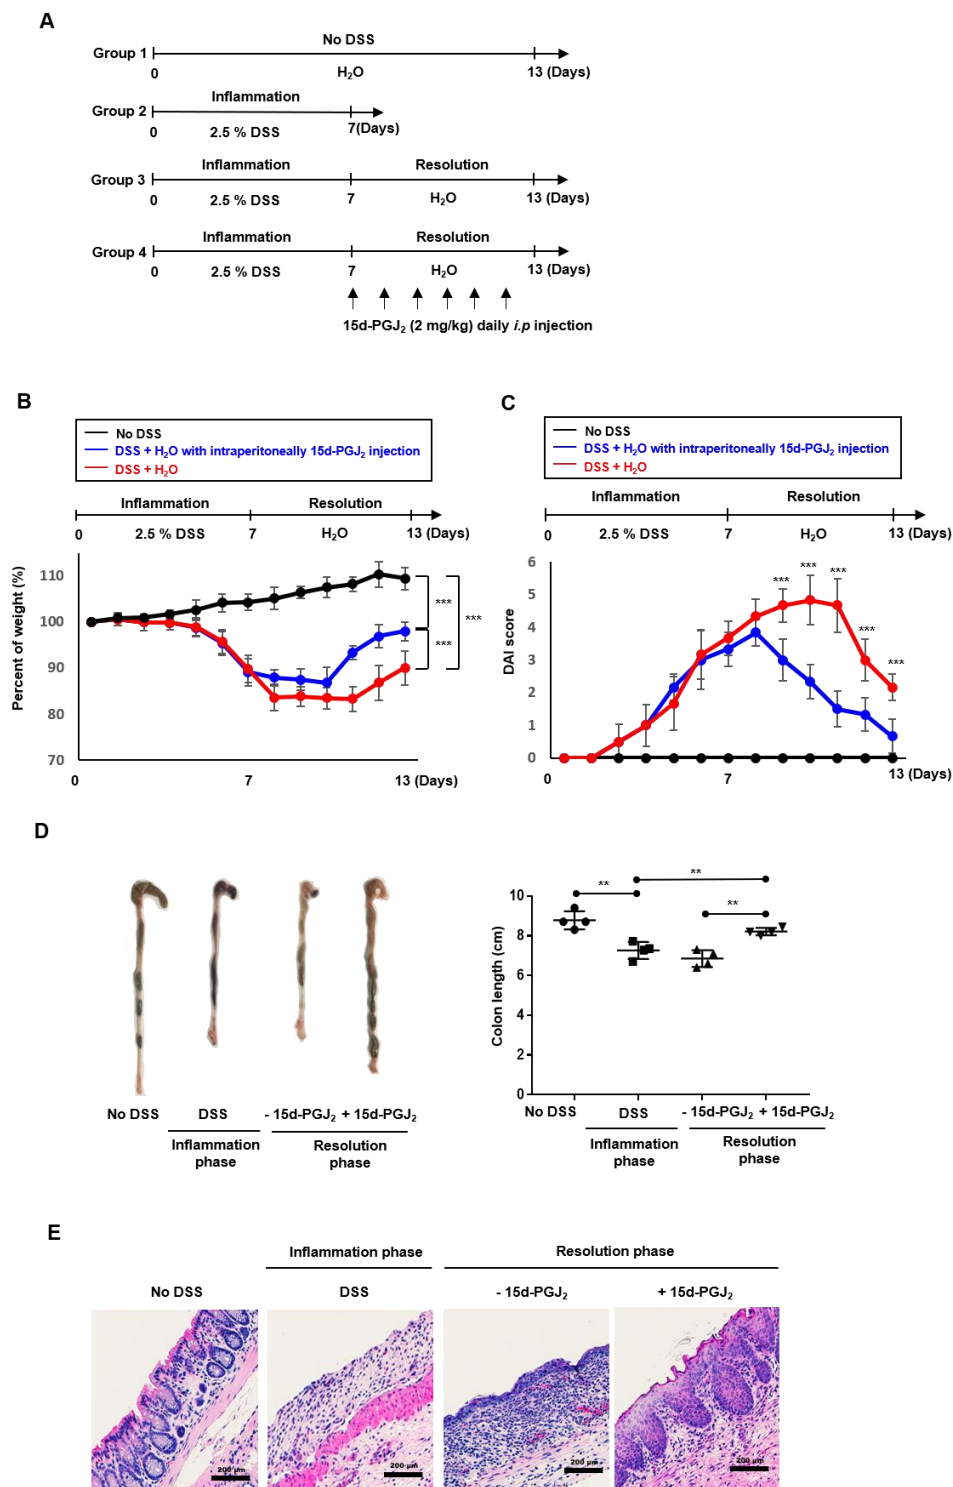 A
No DSS
Group 1
0
H₂O
13 (Days)
Inflammation
Group 2
0
2.5 % DSS
7(Days)
Inflammation
Resolution
Group 3
0
2.5 % DSS
7
H₂O
13 (Days)
Inflammation
Resolution
Group 4
0
2.5 % DSS
7
H₂O
13 (Days)
15d-PGJ₂ (2 mg/kg) daily i.p injection
B
No DSS
DSS + H₂O with intraperitoneally 15d-PGJ₂ injection
DSS + H₂O
Inflammation
Resolution
0
2.5 % DSS
7
H₂O
13 (Days)
Percent of weight (%)
110
100
90
80
70
***
***
***
0
7
13 (Days)
C
No DSS
DSS + H₂O with intraperitoneally 15d-PGJ₂ injection
DSS + H₂O
Inflammation
Resolution
0
2.5 % DSS
7
H₂O
13 (Days)
DAI score
6
5
4
3
2
1
0
***
***
***
***
***
0
7
13 (Days)
D
No DSS
DSS
- 15d-PGJ₂
+ 15d-PGJ₂
Inflammation
phase
Resolution
phase
Colon length (cm)
10
8
6
4
2
0
**
**
**
No DSS
DSS
- 15d-PGJ₂
+ 15d-PGJ₂
Inflammation
phase
Resolution
phase
E
Inflammation phase
Resolution phase
No DSS
DSS
- 15d-PGJ₂
+ 15d-PGJ₂
200 μm
200 μm
200 μm
200 μm